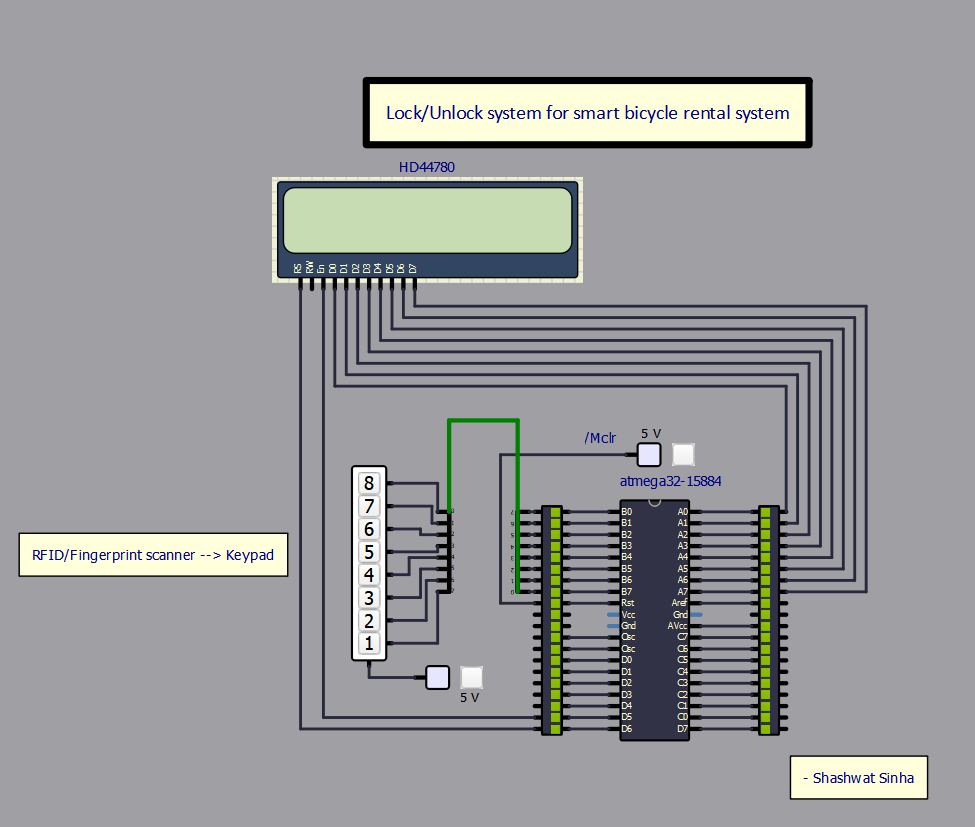 Lock/Unlock system for smart bicycle rental system
HD44780
RS RW En D0 D1 D2 D3 D4 D5 D6 D7
/Mclr
5 V
atmega32-15884
8
7
6
5
4
3
2
1
5 V
RFID/Fingerprint scanner --> Keypad
B0 A0
B1 A1
B2 A2
B3 A3
B4 A4
B5 A5
B6 A6
B7 A7
Rst Aref
Vcc Gnd
Gnd AVcc
Osc C7
Osc C6
D0 C5
D1 C4
D2 C3
D3 C2
D4 C1
D5 C0
D6 D7
- Shashwat Sinha